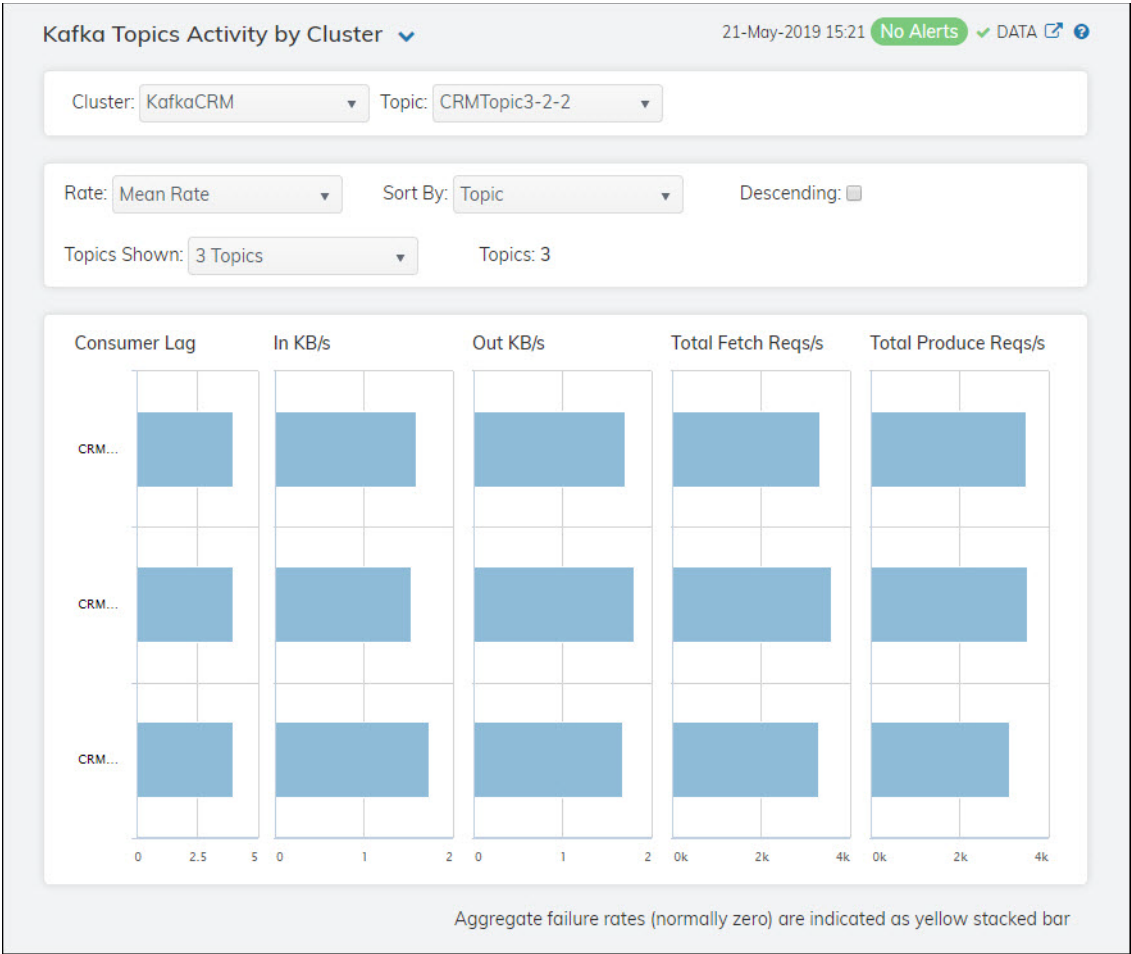 Kafka Topics Activity by Cluster 21-May-2019 15:21 No Alerts DATA ?
Cluster: KafkaCRM Topic: CRMTopic3-2-2
Rate: Mean Rate Sort By: Topic Descending:
Topics Shown: 3 Topics Topics: 3
Consumer Lag In KB/s Out KB/s Total Fetch Reqs/s Total Produce Reqs/s
CRM...
CRM...
CRM...
0 2.5 5 0 1 2 0 1 2 0k 2k 4k 0k 2k 4k
Aggregate failure rates (normally zero) are indicated as yellow stacked bar